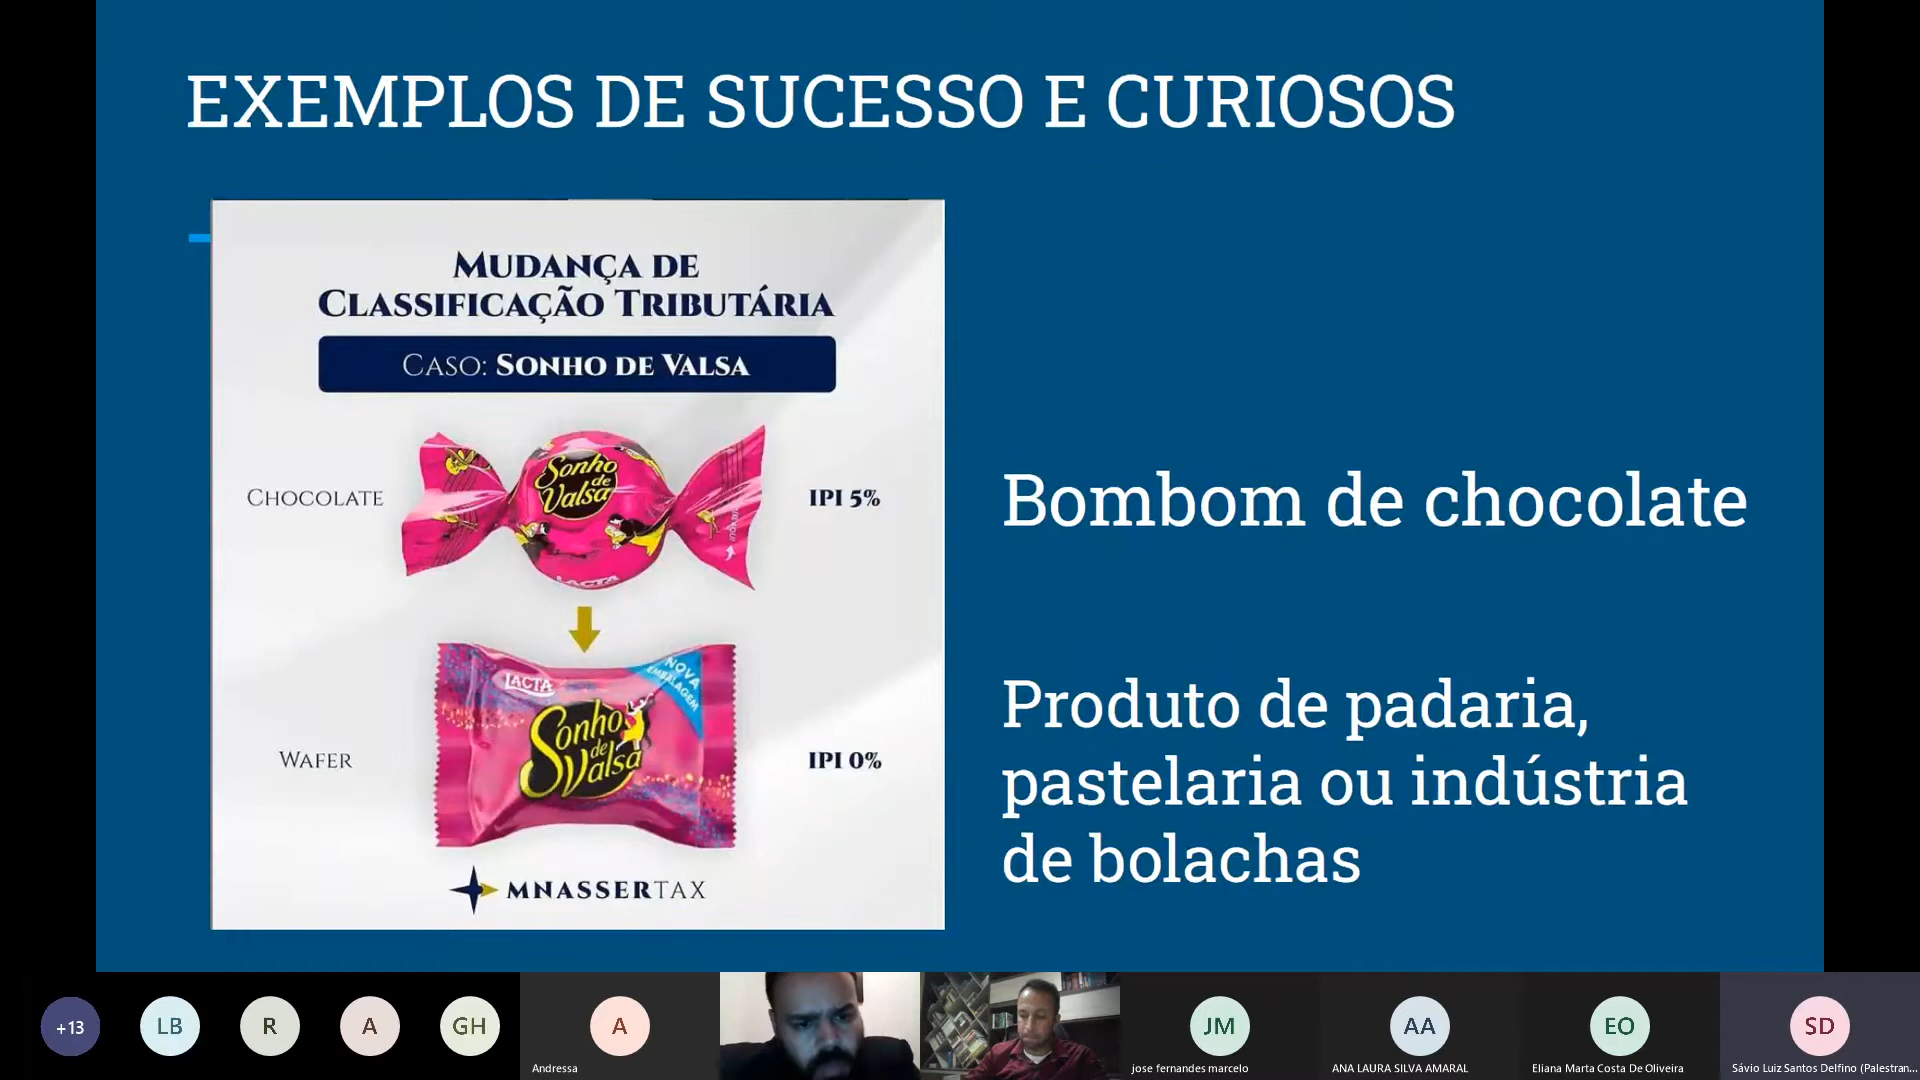 EXEMPLOS DE SUCESSO E CURIOSOS
MUDANÇA DE
CLASSIFICAÇÃO TRIBUTÁRIA
CASO: SONHO DE VALSA
CHOCOLATE
Sonho
de
Valsa
LACTA
IPI 5%
Bombom de chocolate
LACTA
NOVA
EMBALAGEM
Sonho
de
Valsa
WAFER
IPI 0%
Produto de padaria,
pastelaria ou indústria
de bolachas
MNASSERTAX
+13
LB
R
A
GH
A
Andressa
JM
jose fernandes marcelo
AA
ANA LAURA SILVA AMARAL
EO
Eliana Marta Costa De Oliveira
SD
Sávio Luiz Santos Delfino (Palestran...